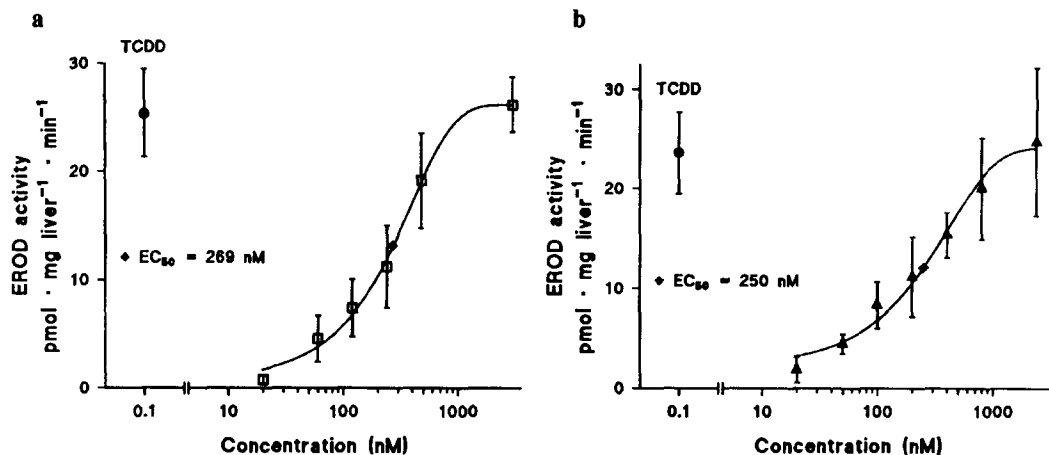 a
TCDD
30
20
10
0
EROD activity
pmol · mg liver⁻¹ · min⁻¹
EC₅₀ = 269 nM
0.1 10 100 1000
Concentration (nM)
b
TCDD
30
20
10
0
EROD activity
pmol · mg liver⁻¹ · min⁻¹
EC₅₀ = 250 nM
0.1 10 100 1000
Concentration (nM)